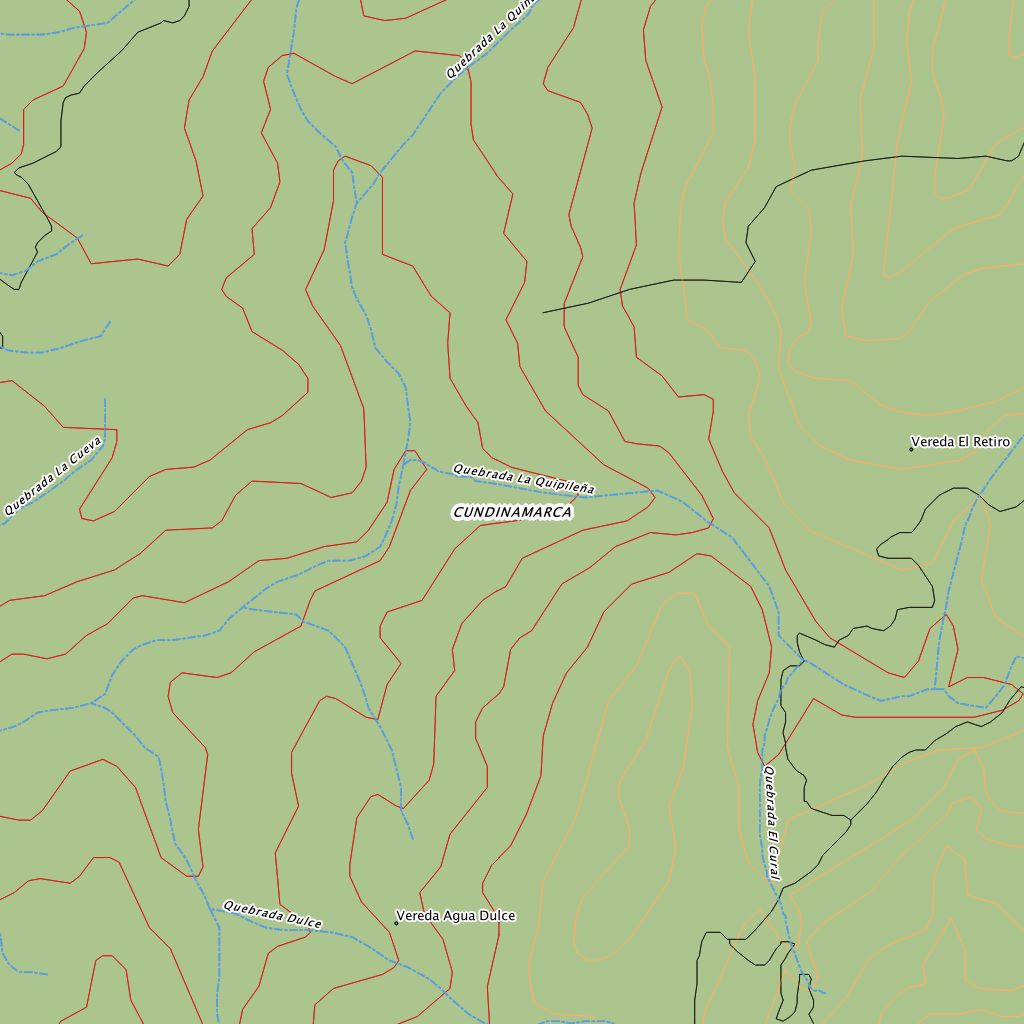 Quebrada La
Vereda El Retiro
Quebrada La Cueva
Quebrada La Quipileña
CUNDINAMARCA
Quebrada El Cural
Quebrada Dulce
Vereda Agua Dulce